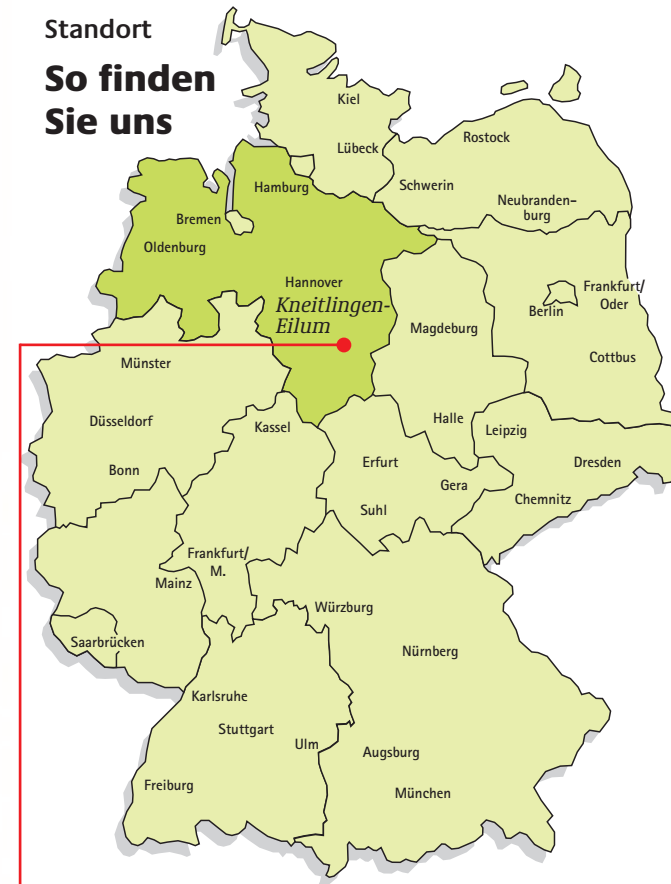 Standort
So finden
Sie uns
Kiel
Lübeck
Rostock
Schwerin
Hamburg
Neubranden-
burg
Bremen
Oldenburg
Hannover
Kneitlingen-
Eilum
Frankfurt/
Oder
Berlin
Magdeburg
Cottbus
Münster
Düsseldorf
Kassel
Halle
Leipzig
Bonn
Erfurt
Dresden
Gera
Chemnitz
Suhl
Frankfurt/
M.
Mainz
Würzburg
Saarbrücken
Nürnberg
Karlsruhe
Stuttgart
Ulm
Augsburg
Freiburg
München